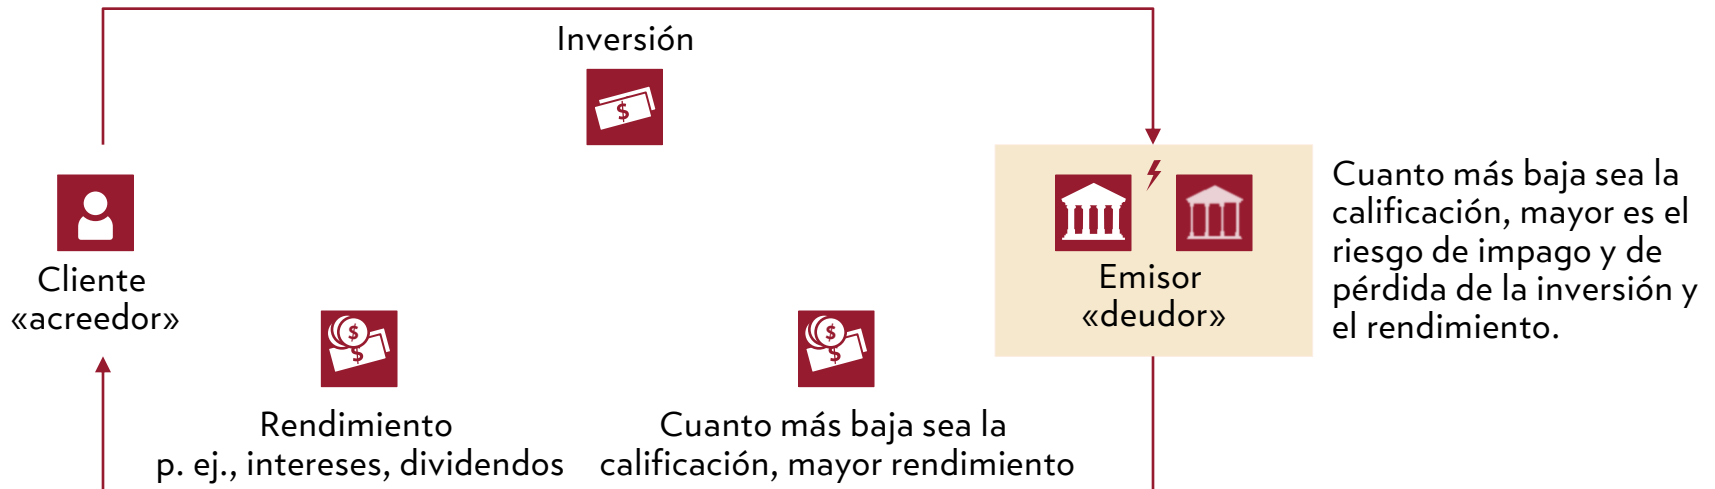 Inversión
$
Cliente
«acreedor»
Emisor
«deudor»
Cuanto más baja sea la
calificación, mayor es el
riesgo de impago y de
pérdida de la inversión y
el rendimiento.
$
$
$
$
Rendimiento
p. ej., intereses, dividendos
Cuanto más baja sea la
calificación, mayor rendimiento